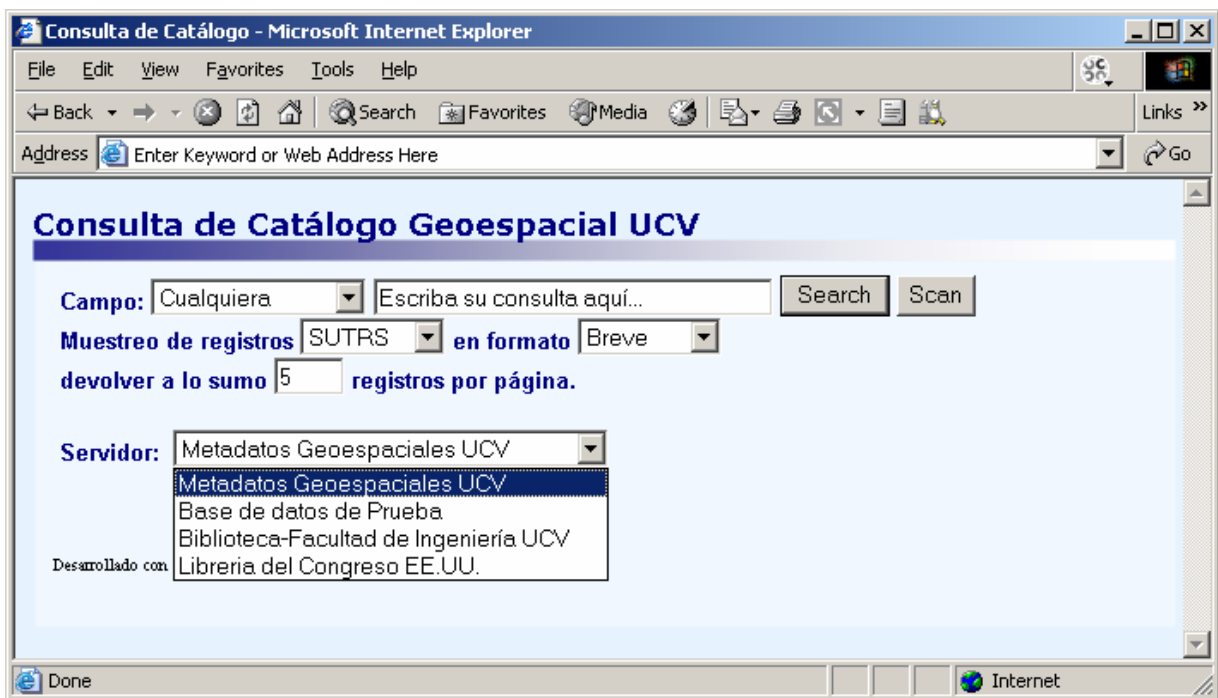 Consulta de Catálogo - Microsoft Internet Explorer
File Edit View Favorites Tools Help
Back Search Favorites Media Links »
Address Enter Keyword or Web Address Here Go
Consulta de Catálogo Geoespacial UCV
Campo: Cualquiera Escriba su consulta aquí... Search Scan
Muestreo de registros SUTRS en formato Breve
devolver a lo sumo 5 registros por página.
Servidor: Metadatos Geoespaciales UCV
Metadatos Geoespaciales UCV
Base de datos de Prueba
Biblioteca-Facultad de Ingeniería UCV
Desarrollado con Libreria del Congreso EE.UU.
Done Internet